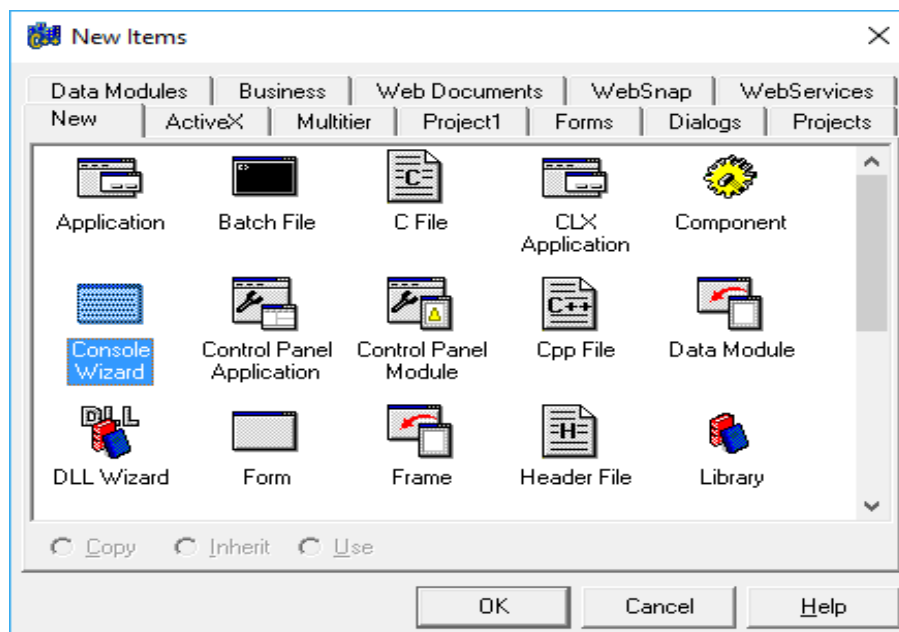 New Items
Data Modules Business Web Documents WebSnap WebServices
New ActiveX Multitier Project1 Forms Dialogs Projects
C
Application Batch File C File CLX Component
Application
C++
Console Control Panel Control Panel Cpp File Data Module
Wizard Application Module
DLL H
DLL Wizard Form Frame Header File Library
Copy Inherit Use
OK Cancel Help